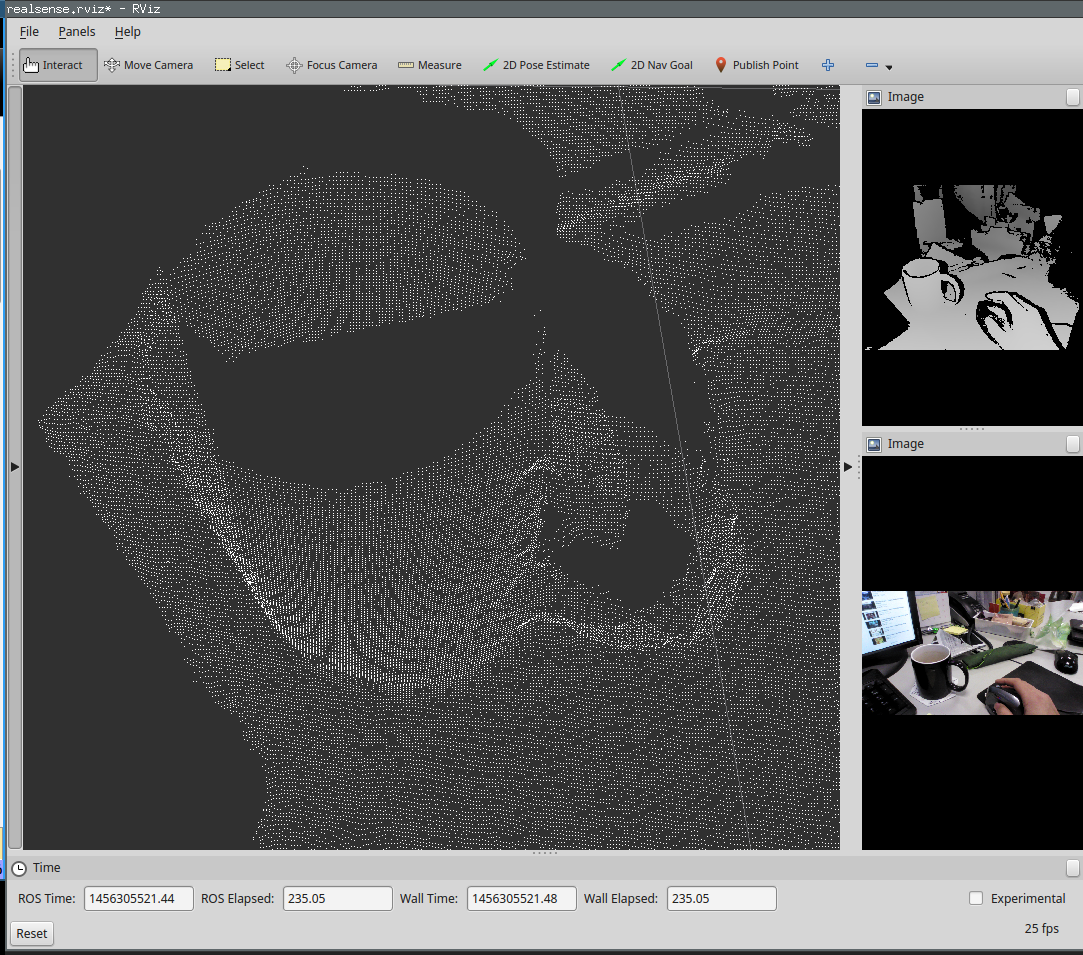 realsense.rviz* - RViz
File Panels Help
Interact Move Camera Select Focus Camera Measure 2D Pose Estimate 2D Nav Goal Publish Point
Image
Image
Time
ROS Time: 1456305521.44 ROS Elapsed: 235.05 Wall Time: 1456305521.48 Wall Elapsed: 235.05 Experimental
Reset 25 fps